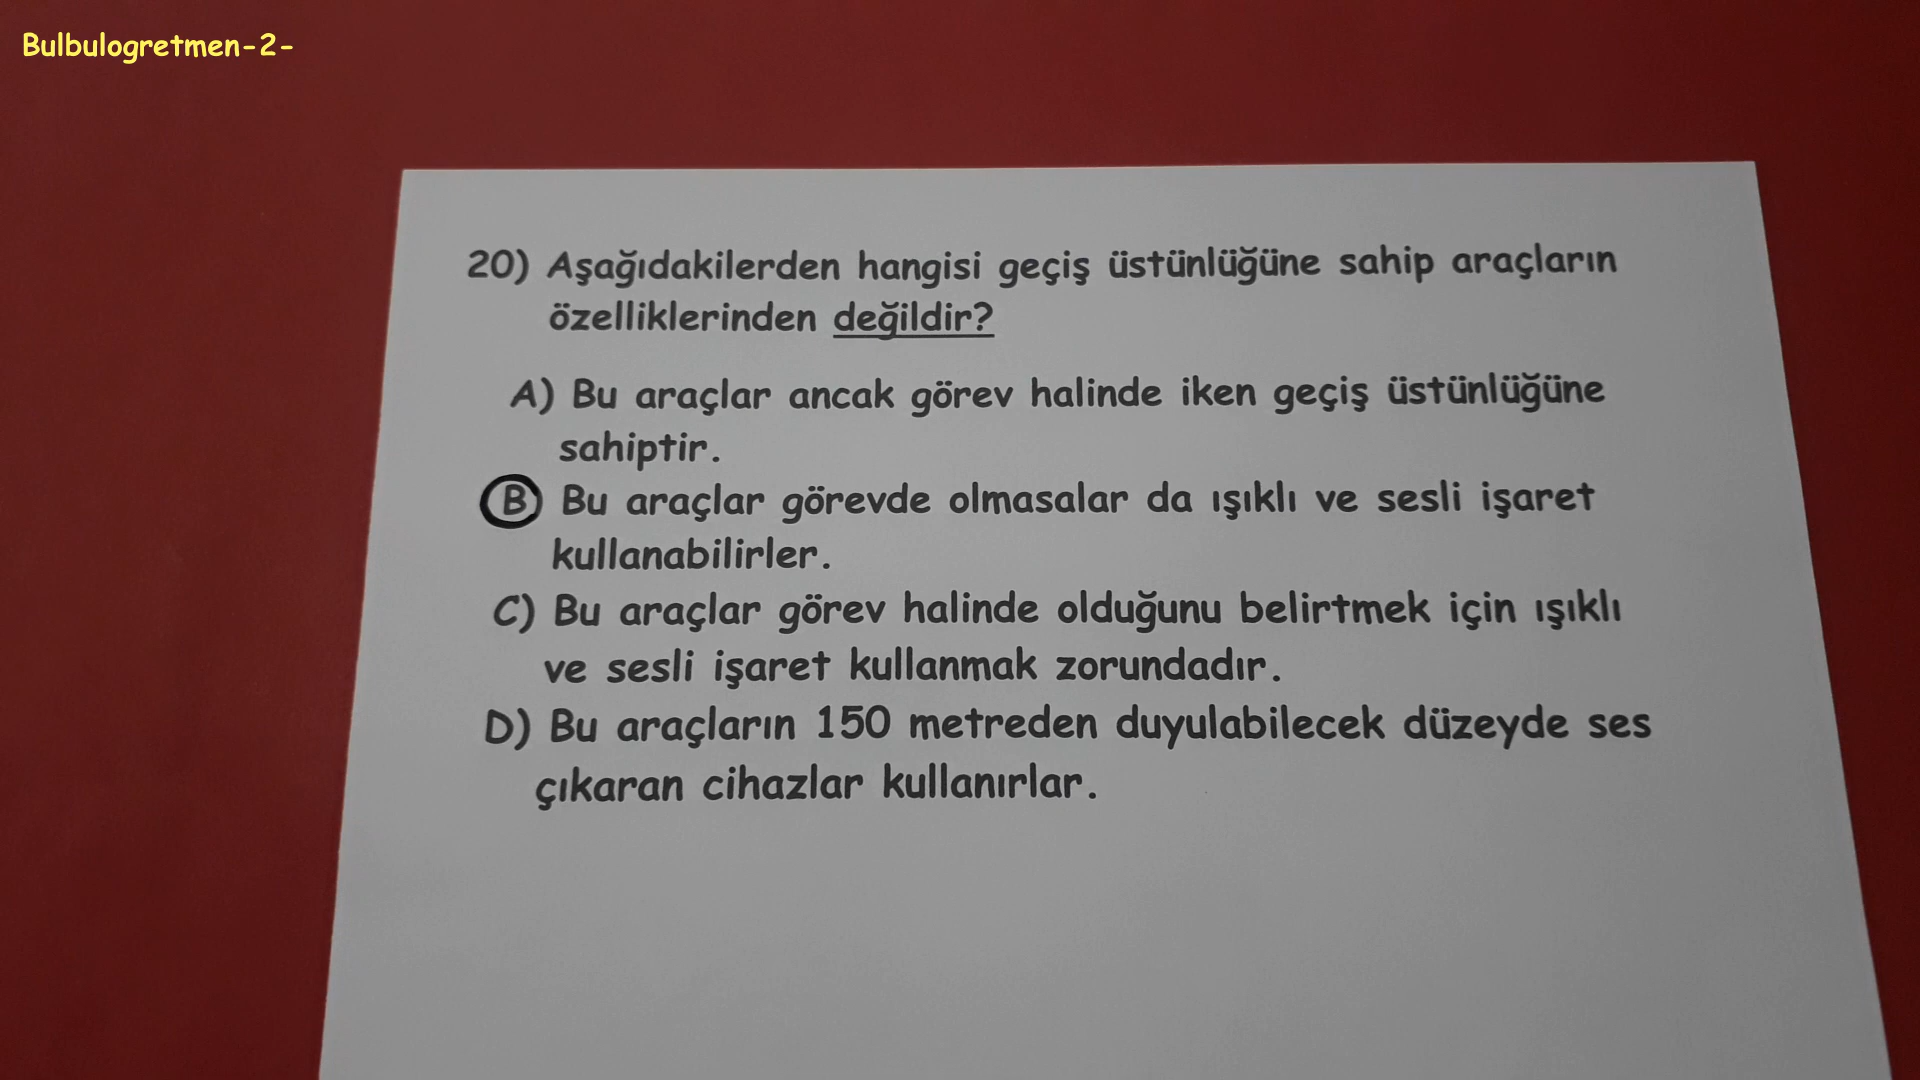 Bulbulogretmen-2-
20) Aşağıdakilerden hangisi geçiş üstünlüğüne sahip araçların
özelliklerinden değildir?
A) Bu araçlar ancak görev halinde iken geçiş üstünlüğüne
sahiptir.
B) Bu araçlar görevde olmasalar da ışıklı ve sesli işaret
kullanabilirler.
C) Bu araçlar görev halinde olduğunu belirtmek için ışıklı
ve sesli işaret kullanmak zorundadır.
D) Bu araçların 150 metreden duyulabilecek düzeyde ses
çıkaran cihazlar kullanırlar.